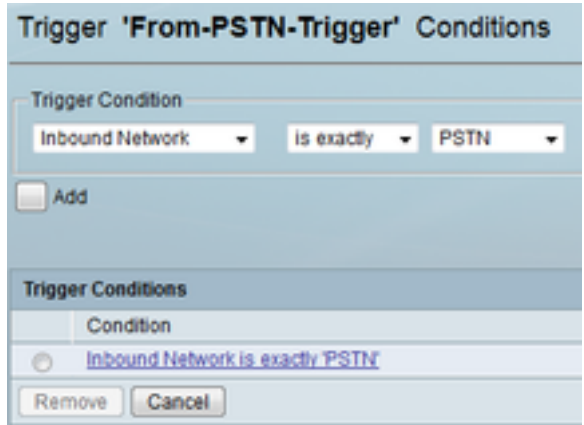 Trigger 'From-PSTN-Trigger' Conditions
Trigger Condition
Inbound Network is exactly PSTN
Add
Trigger Conditions
Condition
Inbound Network is exactly 'PSTN'
Remove Cancel